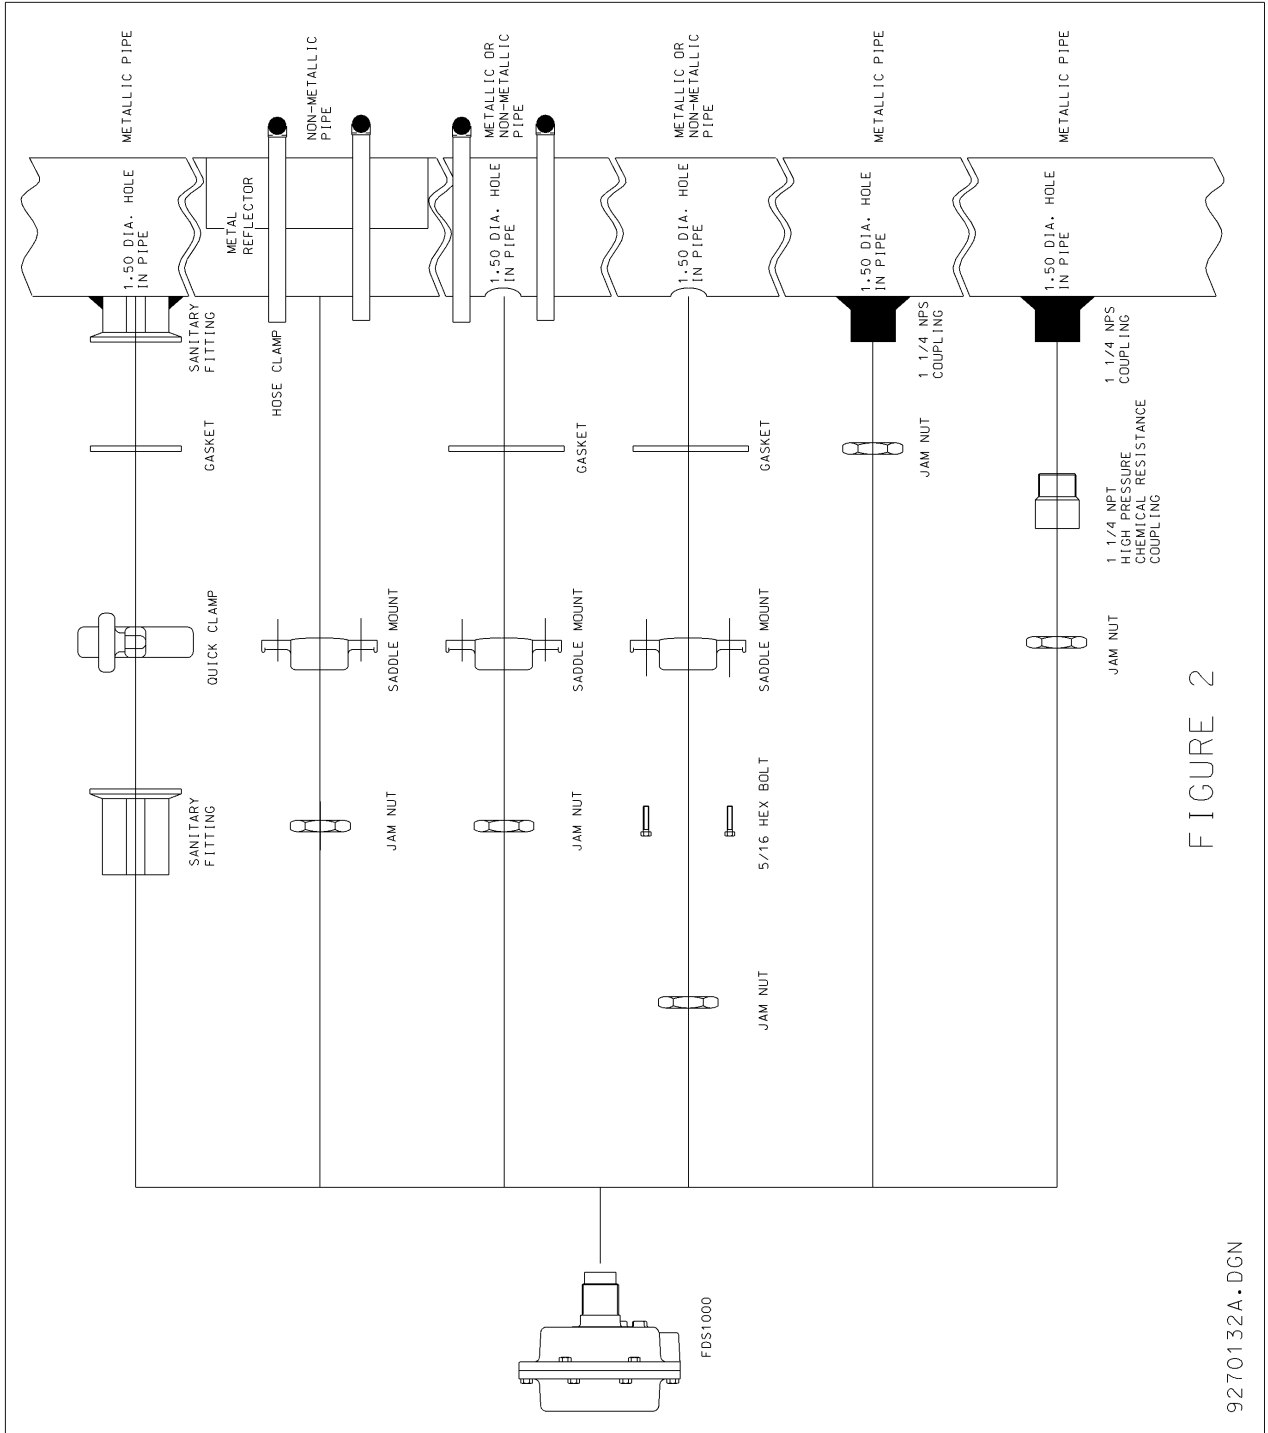 METALLIC PIPE
NON-METALLIC
PIPE
METALLIC OR
NON-METALLIC
PIPE
METALLIC OR
NON-METALLIC
PIPE
METALLIC PIPE
METALLIC PIPE
1.50 DIA. HOLE
IN PIPE
METAL
REFLECTOR
1.50 DIA. HOLE
IN PIPE
1.50 DIA. HOLE
IN PIPE
1.50 DIA. HOLE
IN PIPE
1.50 DIA. HOLE
IN PIPE
SANITARY
FITTING
HOSE CLAMP
1 1/4 NPS
COUPLING
1 1/4 NPS
COUPLING
GASKET
GASKET
GASKET
JAM NUT
1 1/4 NPT
HIGH PRESSURE
CHEMICAL RESISTANCE
COUPLING
QUICK CLAMP
SADDLE MOUNT
SADDLE MOUNT
SADDLE MOUNT
JAM NUT
SANITARY
FITTING
JAM NUT
JAM NUT
5/16 HEX BOLT
JAM NUT
FDS1000
FIGURE 2
9270132A.DGN